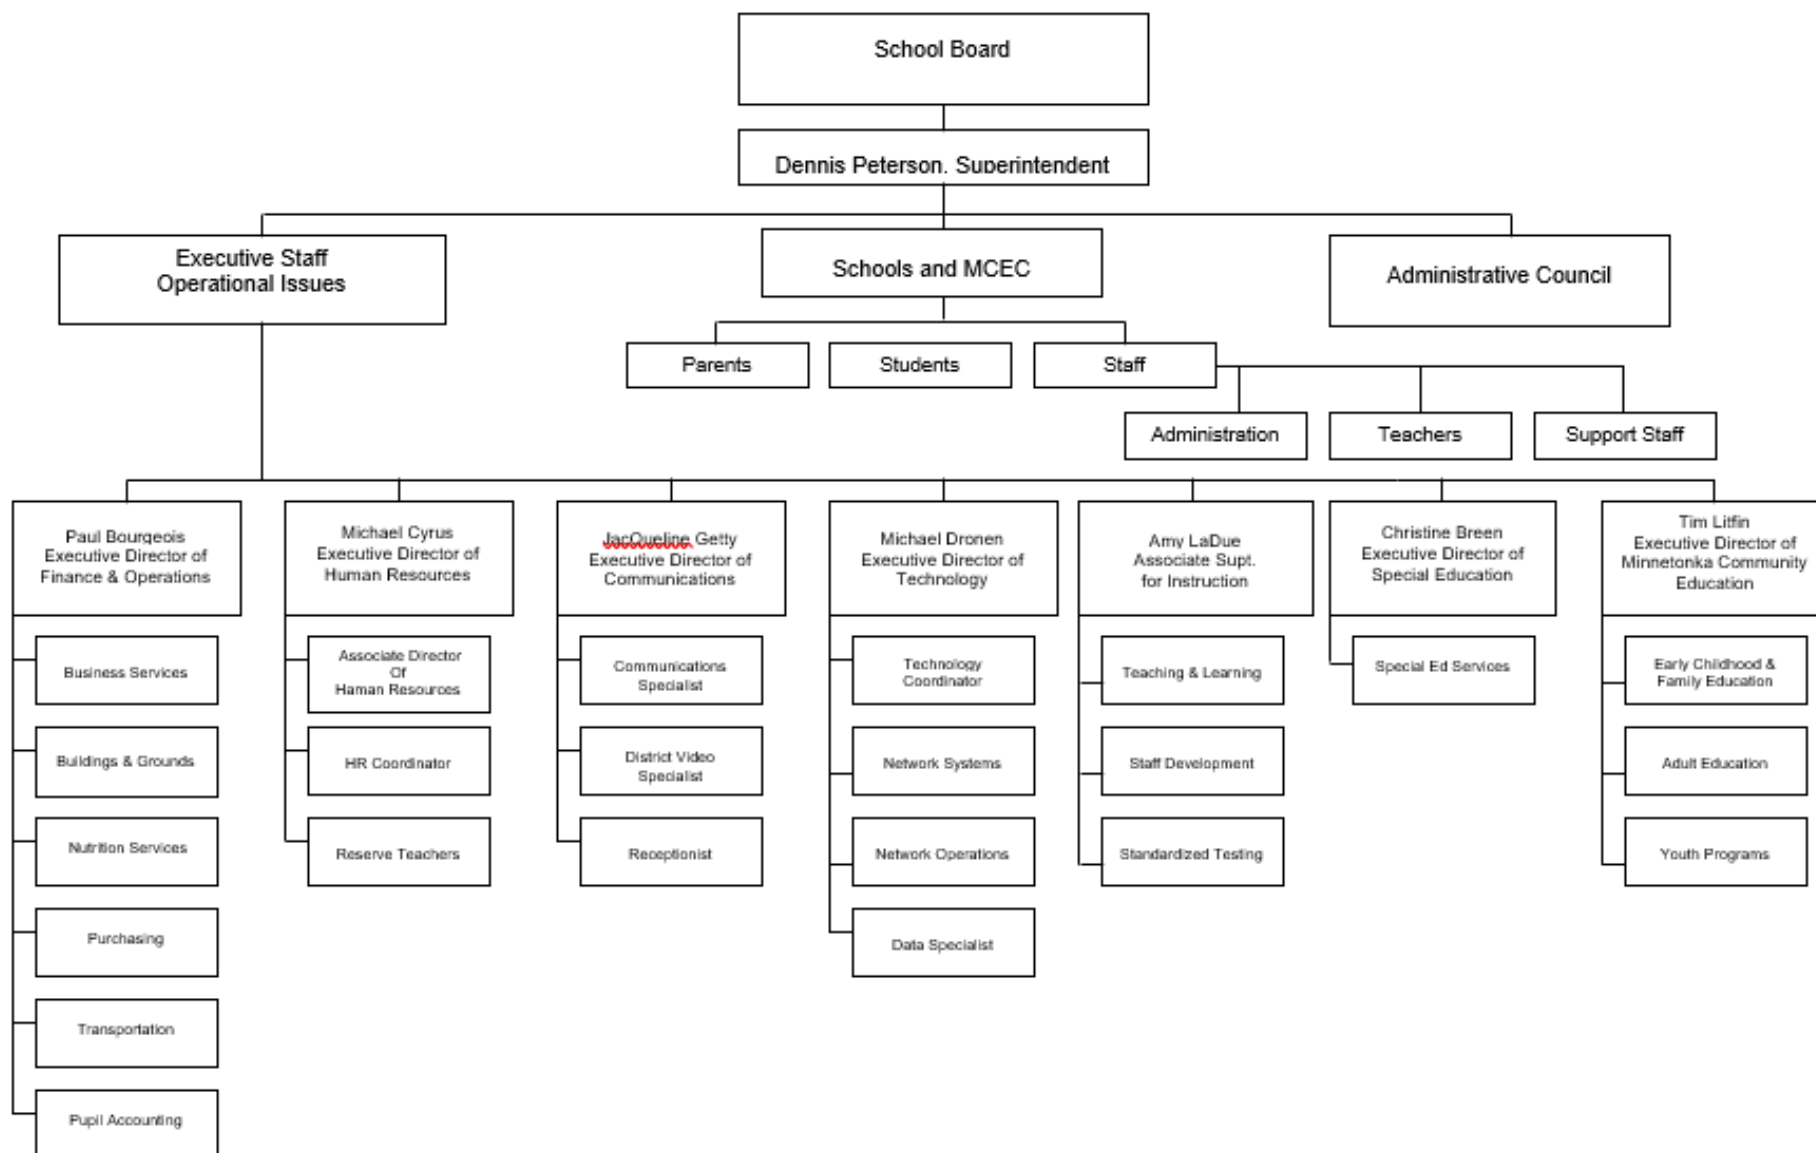 School Board
Dennis Peterson, Superintendent
Executive Staff
Operational Issues
Schools and MCEC
Administrative Council
Parents
Students
Staff
Administration
Teachers
Support Staff
Paul Bourgeois
Executive Director of
Finance & Operations
Michael Cyrus
Executive Director of
Human Resources
JacQueline Getty
Executive Director of
Communications
Michael Dronen
Executive Director of
Technology
Amy LaDue
Associate Supt.
for Instruction
Christine Breen
Executive Director of
Special Education
Tim Litfin
Executive Director of
Minnetonka Community
Education
Business Services
Buildings & Grounds
Nutrition Services
Purchasing
Transportation
Pupil Accounting
Associate Director
Of
Haman Resources
HR Coordinator
Reserve Teachers
Communications
Specialist
District Video
Specialist
Receptionist
Technology
Coordinator
Network Systems
Network Operations
Data Specialist
Teaching & Learning
Staff Development
Standardized Testing
Special Ed Services
Early Childhood &
Family Education
Adult Education
Youth Programs